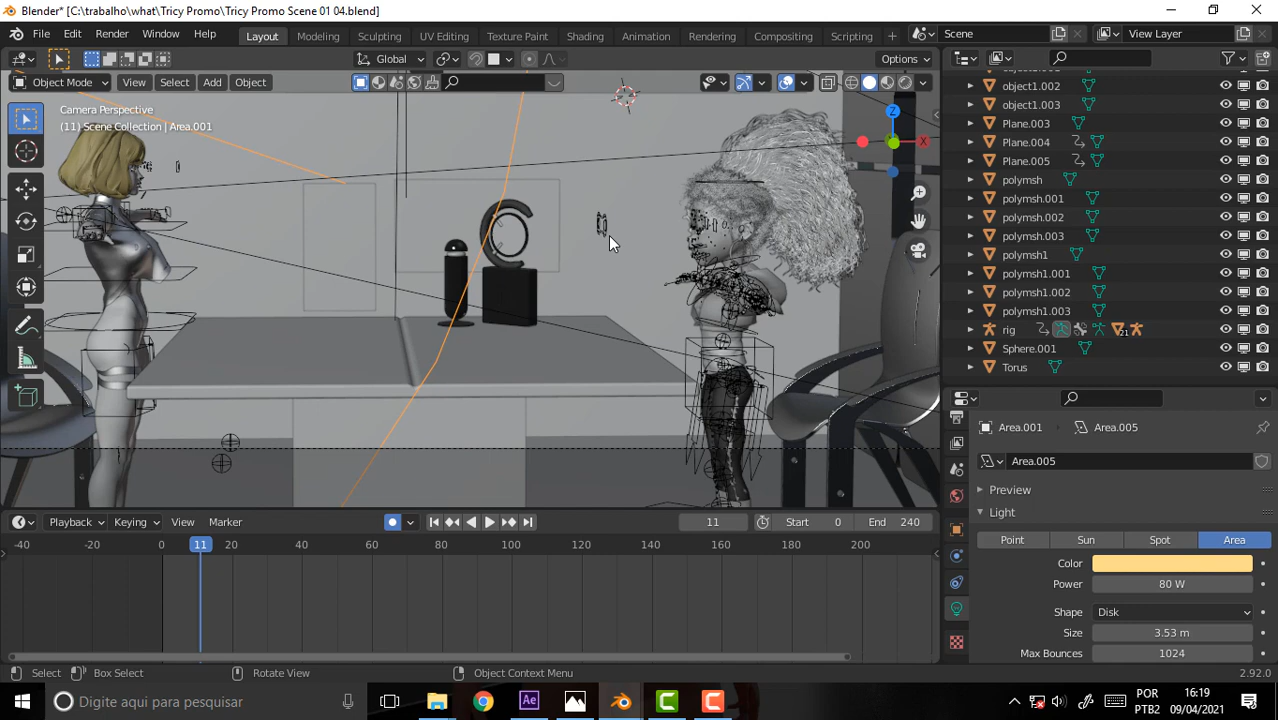 Blender* [C:\trabalho\what\Tricy Promo\Tricy Promo Scene 01 04.blend]
File Edit Render Window Help Layout Modeling Sculpting UV Editing Texture Paint Shading Animation Rendering Compositing Scripting + Scene View Layer
Global Options
Object Mode View Select Add Object
Camera Perspective
(11) Scene Collection | Area.001
Z
X
object1.002
object1.003
Plane.003
Plane.004
Plane.005
polymsh
polymsh.001
polymsh.002
polymsh.003
polymsh1
polymsh1.001
polymsh1.002
polymsh1.003
rig 21
Sphere.001
Torus
Area.001 Area.005
Area.005
Preview
Light
Point Sun Spot Area
Color
Power 80 W
Shape Disk
Size 3.53 m
Max Bounces 1024
Playback Keying View Marker 11 Start 0 End 240
-40 -20 0 11 20 40 60 80 100 120 140 160 180 200
Select Box Select Rotate View Object Context Menu 2.92.0
Digite aqui para pesquisar
Ae
C
C
POR
PTB2
16:19
09/04/2021